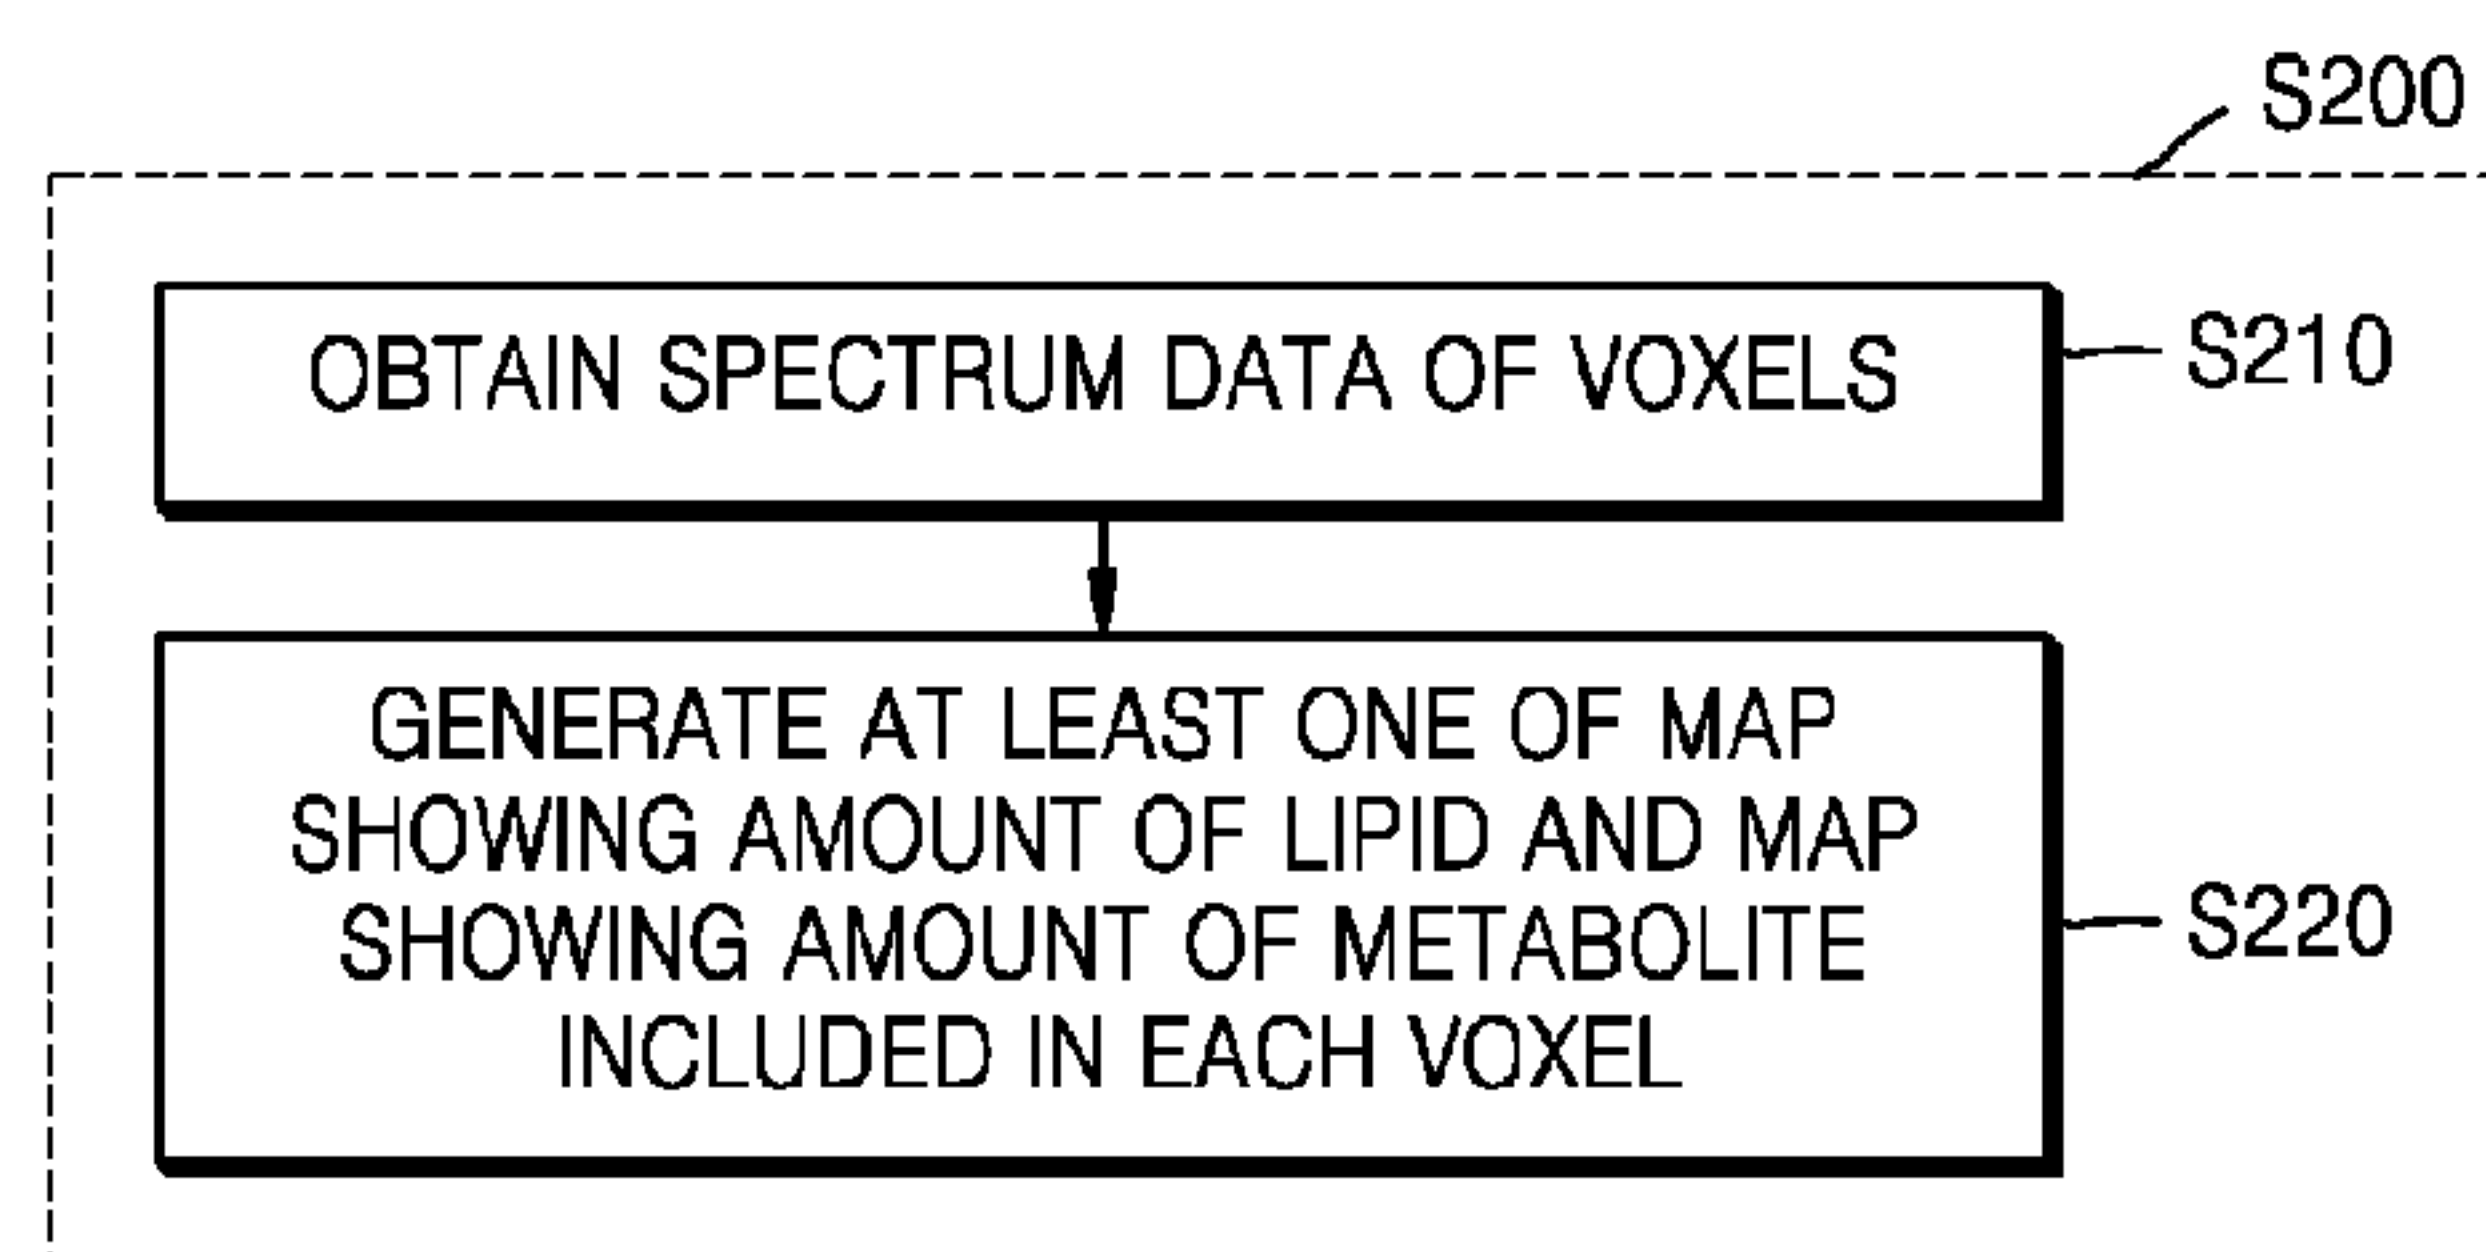 S200
OBTAIN SPECTRUM DATA OF VOXELS
S210
GENERATE AT LEAST ONE OF MAP
SHOWING AMOUNT OF LIPID AND MAP
SHOWING AMOUNT OF METABOLITE
INCLUDED IN EACH VOXEL
S220